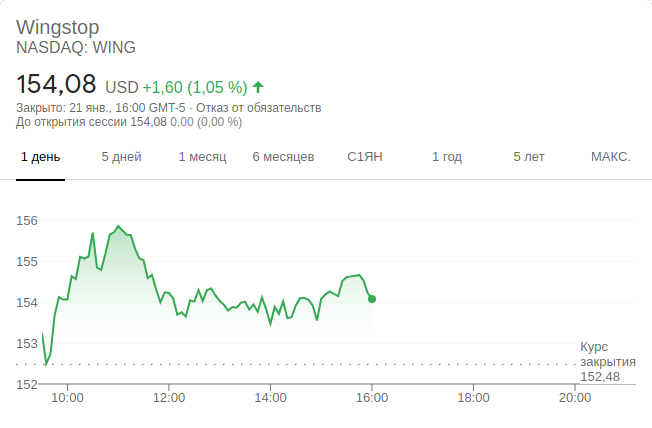 Wingstop
NASDAQ: WING
154,08 USD +1,60 (1,05 %)
Закрыто: 21 янв., 16:00 GMT-5 · Отказ от обязательств
До открытия сессии 154,08 0,00 (0,00 %)
1 день 5 дней 1 месяц 6 месяцев С1ЯН 1 год 5 лет МАКС.
156
155
154
153
Курс
закрытия
152,48
152
10:00 12:00 14:00 16:00 18:00 20:00